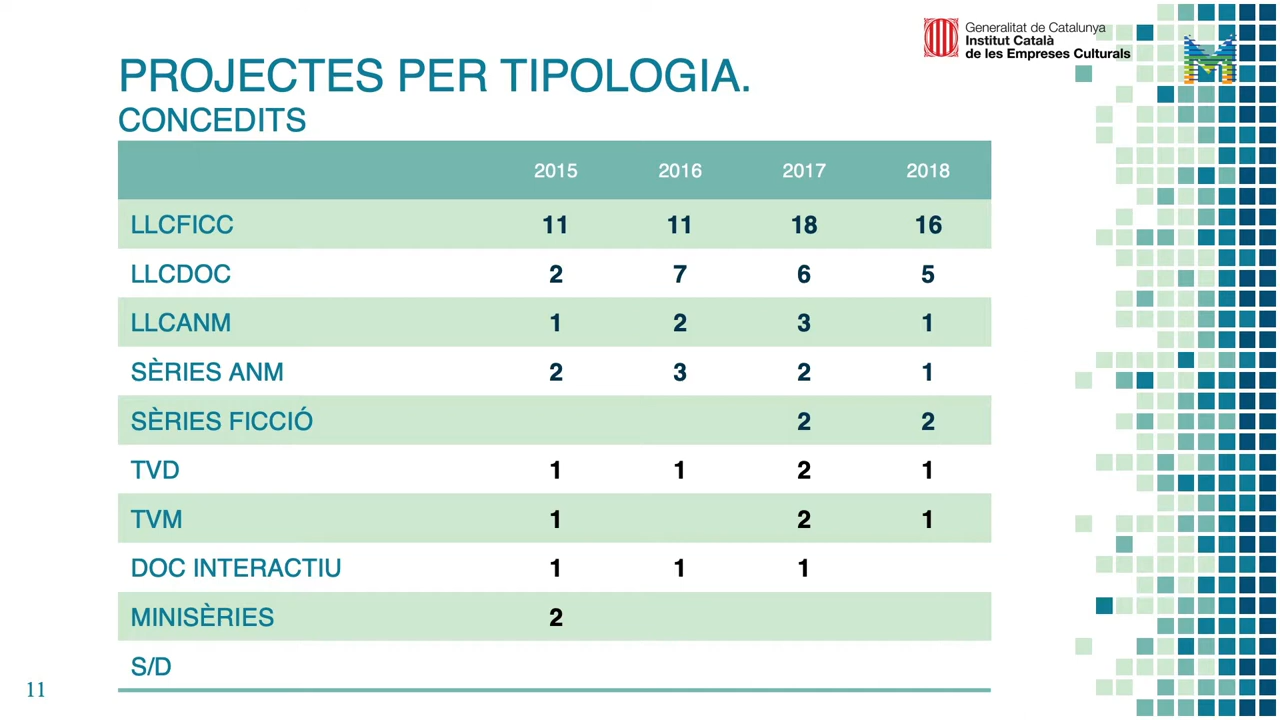 Generalitat de Catalunya
Institut Català
de les Empreses Culturals
PROJECTES PER TIPOLOGIA.
CONCEDITS
2015 2016 2017 2018
LLCFICC 11 11 18 16
LLCDOC 2 7 6 5
LLCANM 1 2 3 1
SÈRIES ANM 2 3 2 1
SÈRIES FICCIÓ 2 2
TVD 1 1 2 1
TVM 1 2 1
DOC INTERACTIU 1 1 1
MINISÈRIES 2
S/D
11